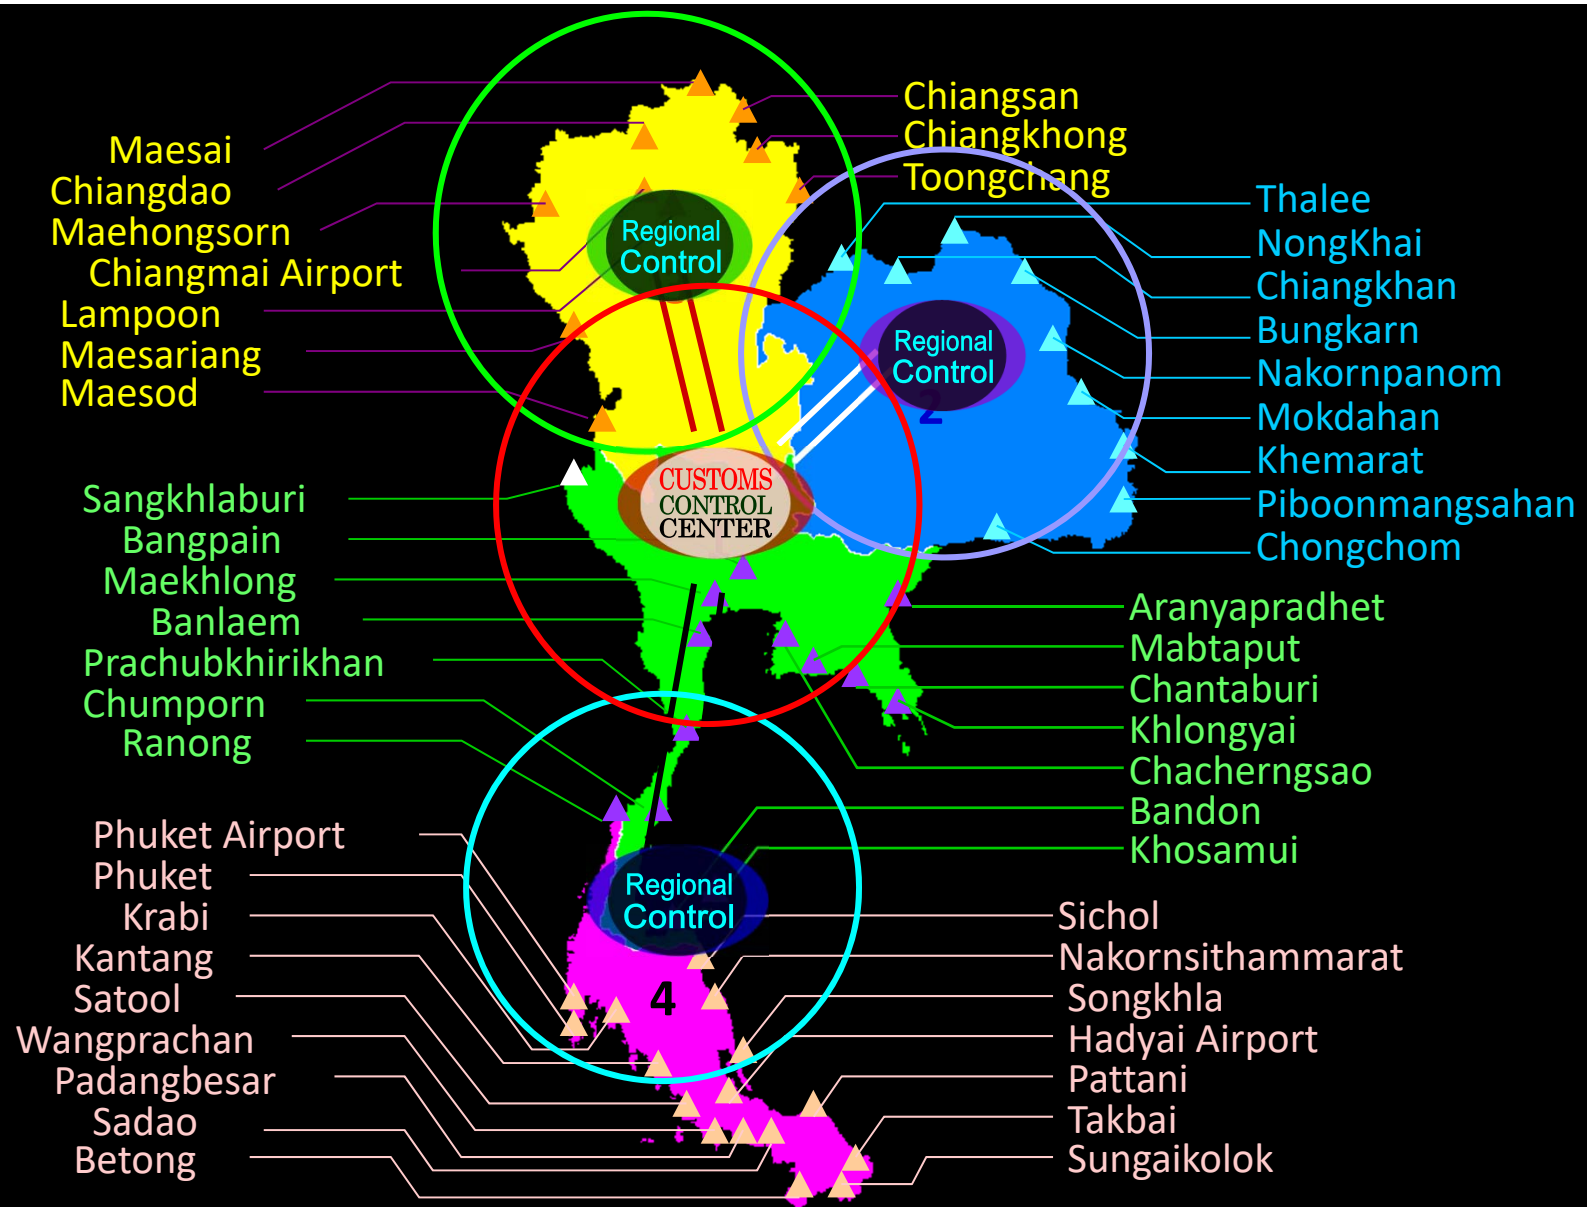 Maesai
Chiangdao
Maehongsorn
Chiangmai Airport
Lampoon
Maesariang
Maesod
Chiangsan
Chiangkhong
Toongchang
Regional
Control
Thalee
NongKhai
Chiangkhan
Bungkarn
Nakornpanom
Mokdahan
Khemarat
Piboonmangsahan
Chongchom
Regional
Control
2
CUSTOMS
CONTROL
CENTER
Sangkhlaburi
Bangpain
Maekhlong
Banlaem
Prachubkhirikhan
Chumporn
Ranong
Aranyapradhet
Mabtaput
Chantaburi
Khlongyai
Chacherngsao
Bandon
Khosamui
Regional
Control
4
Phuket Airport
Phuket
Krabi
Kantang
Satool
Wangprachan
Padangbesar
Sadao
Betong
Sichol
Nakornsithammarat
Songkhla
Hadyai Airport
Pattani
Takbai
Sungaikolok